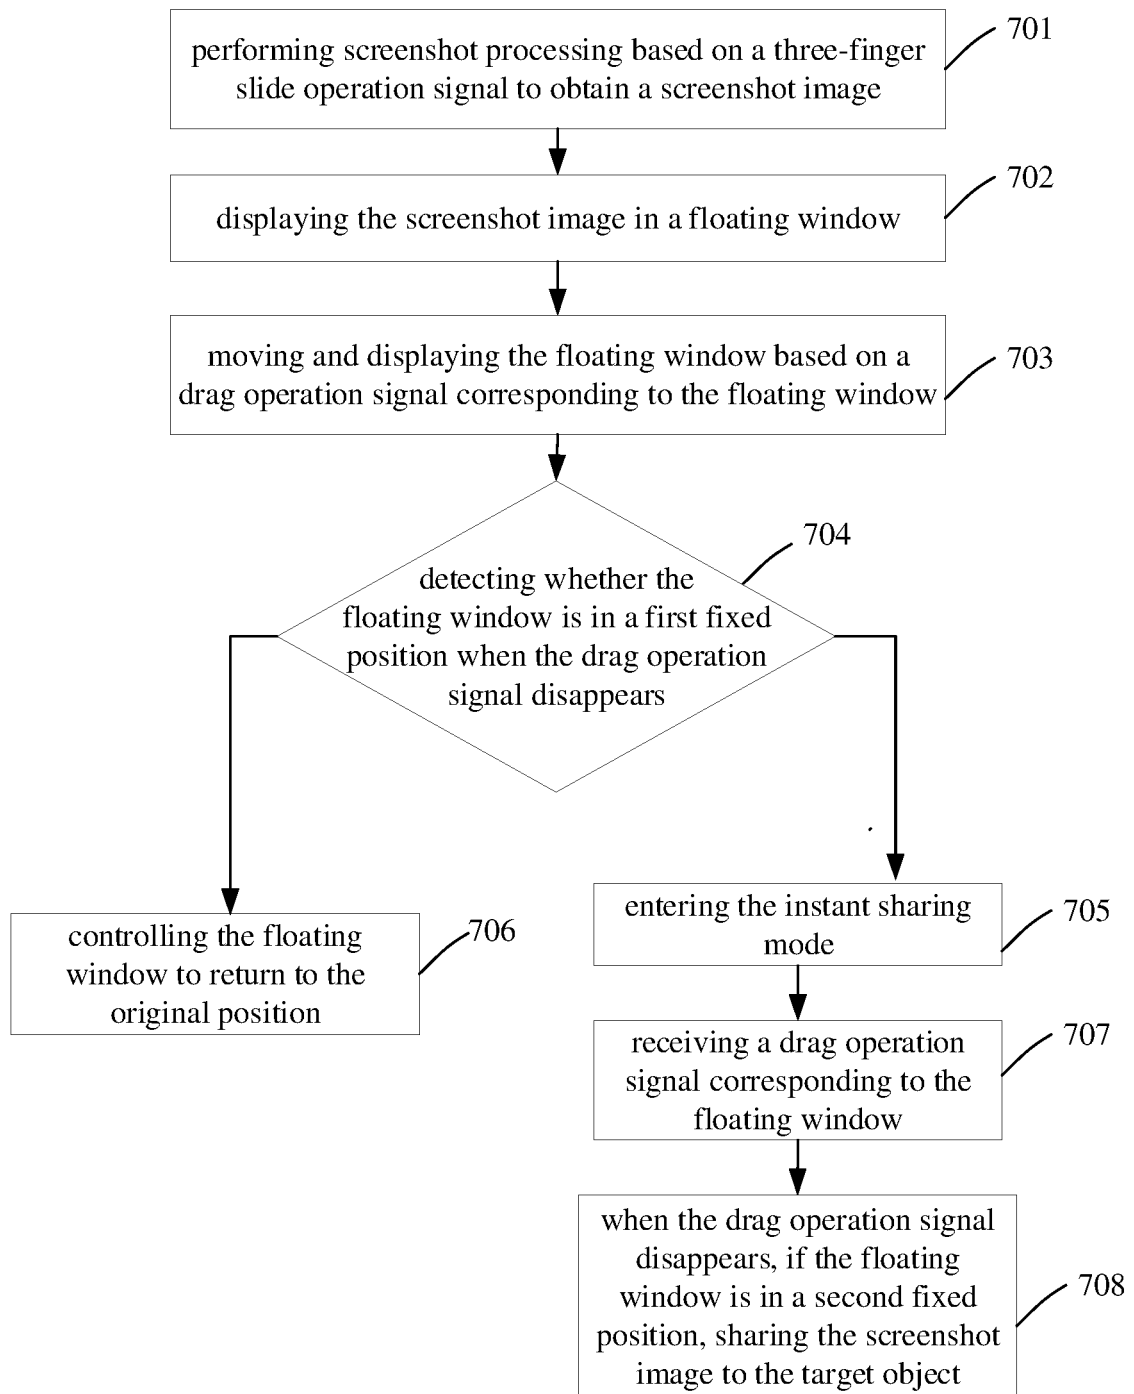 performing screenshot processing based on a three-finger
slide operation signal to obtain a screenshot image
701
displaying the screenshot image in a floating window
702
moving and displaying the floating window based on a
drag operation signal corresponding to the floating window
703
detecting whether the
floating window is in a first fixed
position when the drag operation
signal disappears
704
controlling the floating
window to return to the
original position
706
entering the instant sharing
mode
705
receiving a drag operation
signal corresponding to the
floating window
707
when the drag operation signal
disappears, if the floating
window is in a second fixed
position, sharing the screenshot
image to the target object
708